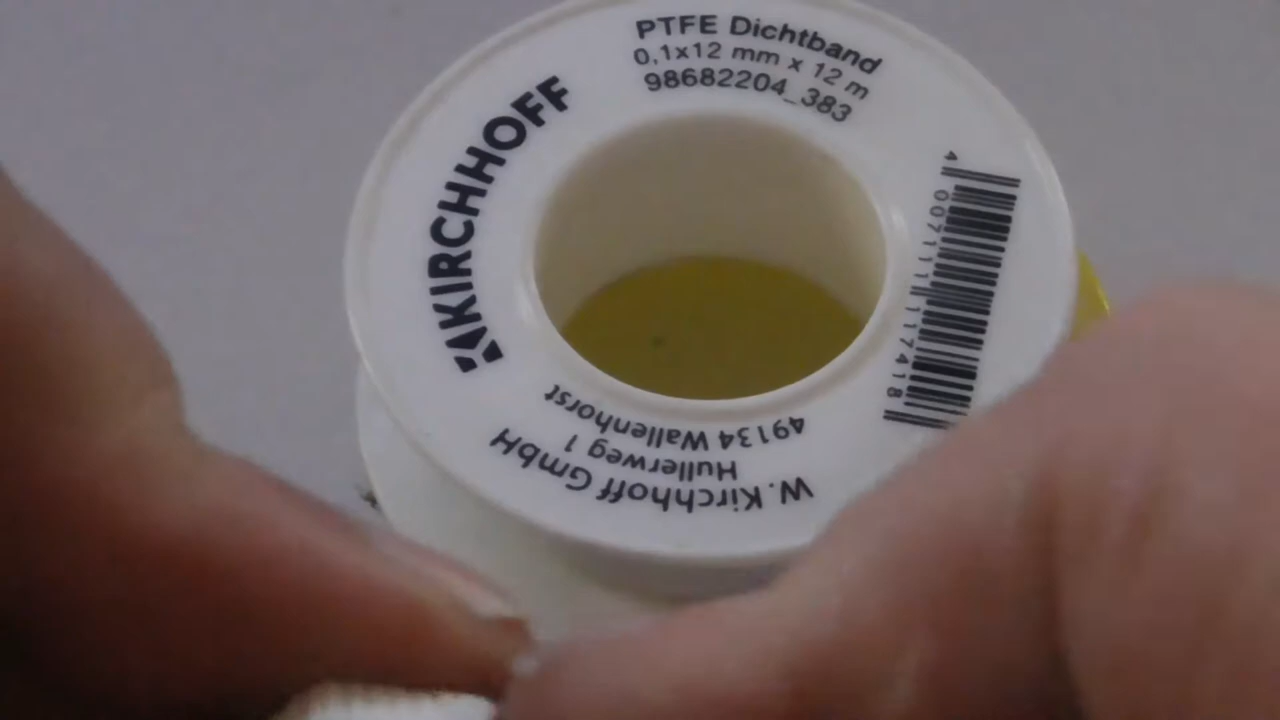 PTFE Dichtband
0,1x12 mm x 12 m
98682204_383
KIRCHHOFF
4 007111 117418
W. Kirchhoff GmbH
Hullerweg 1
49134 Wallenhorst